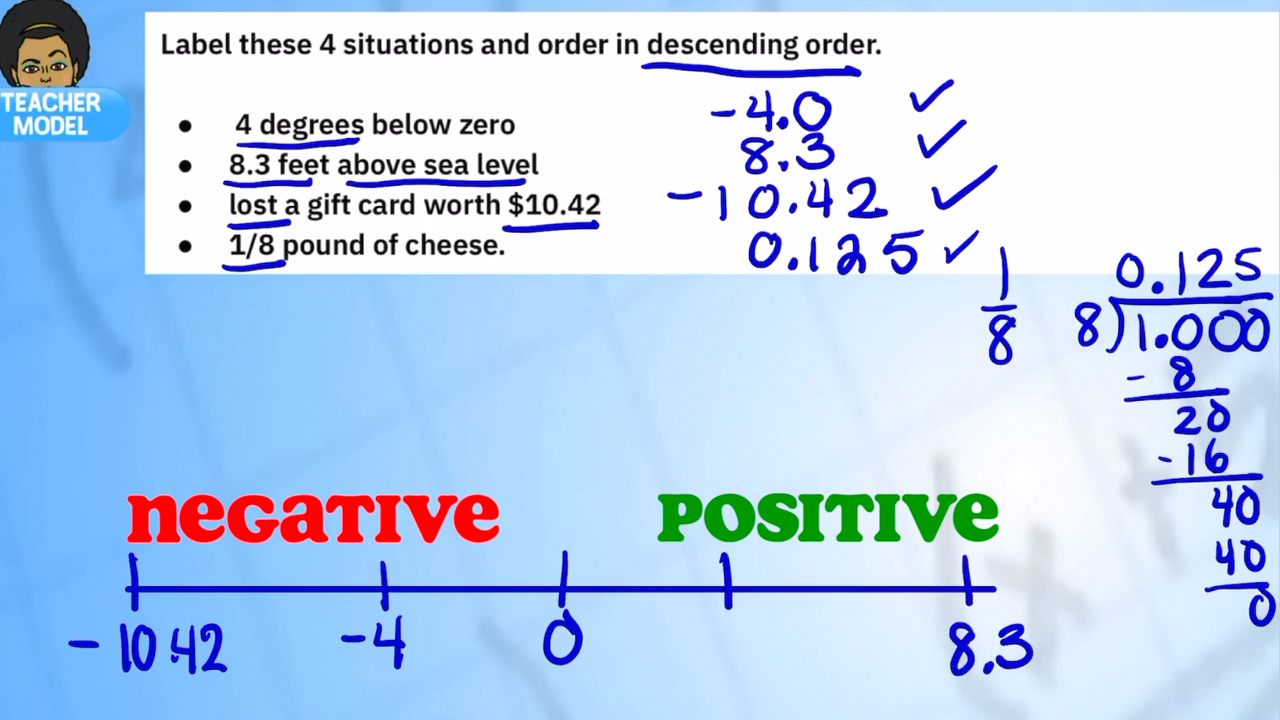 Label these 4 situations and order in descending order.
TEACHER
MODEL
• 4 degrees below zero
• 8.3 feet above sea level
• lost a gift card worth $10.42
• 1/8 pound of cheese.
-4.0 ✓
8.3 ✓
-10.42 ✓
0.125 ✓
1
8
0.125
8)1.000
-8
20
-16
40
40
0
NEGATIVE POSITIVE
-10.42 -4 0 8.3